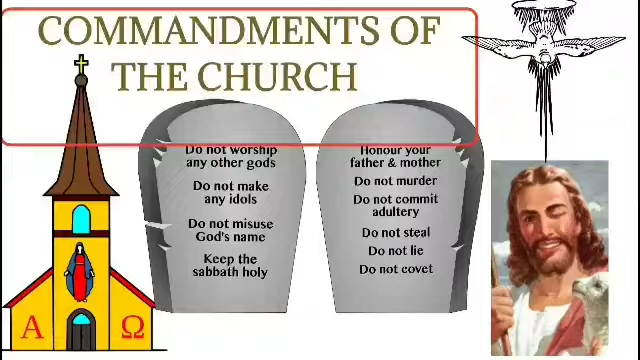 COMMANDMENTS OF
THE CHURCH
Do not worship
any other gods
Do not make
any idols
Do not misuse
God's name
Keep the
sabbath holy
Honour your
father & mother
Do not murder
Do not commit
adultery
Do not steal
Do not lie
Do not covet
Α Ω